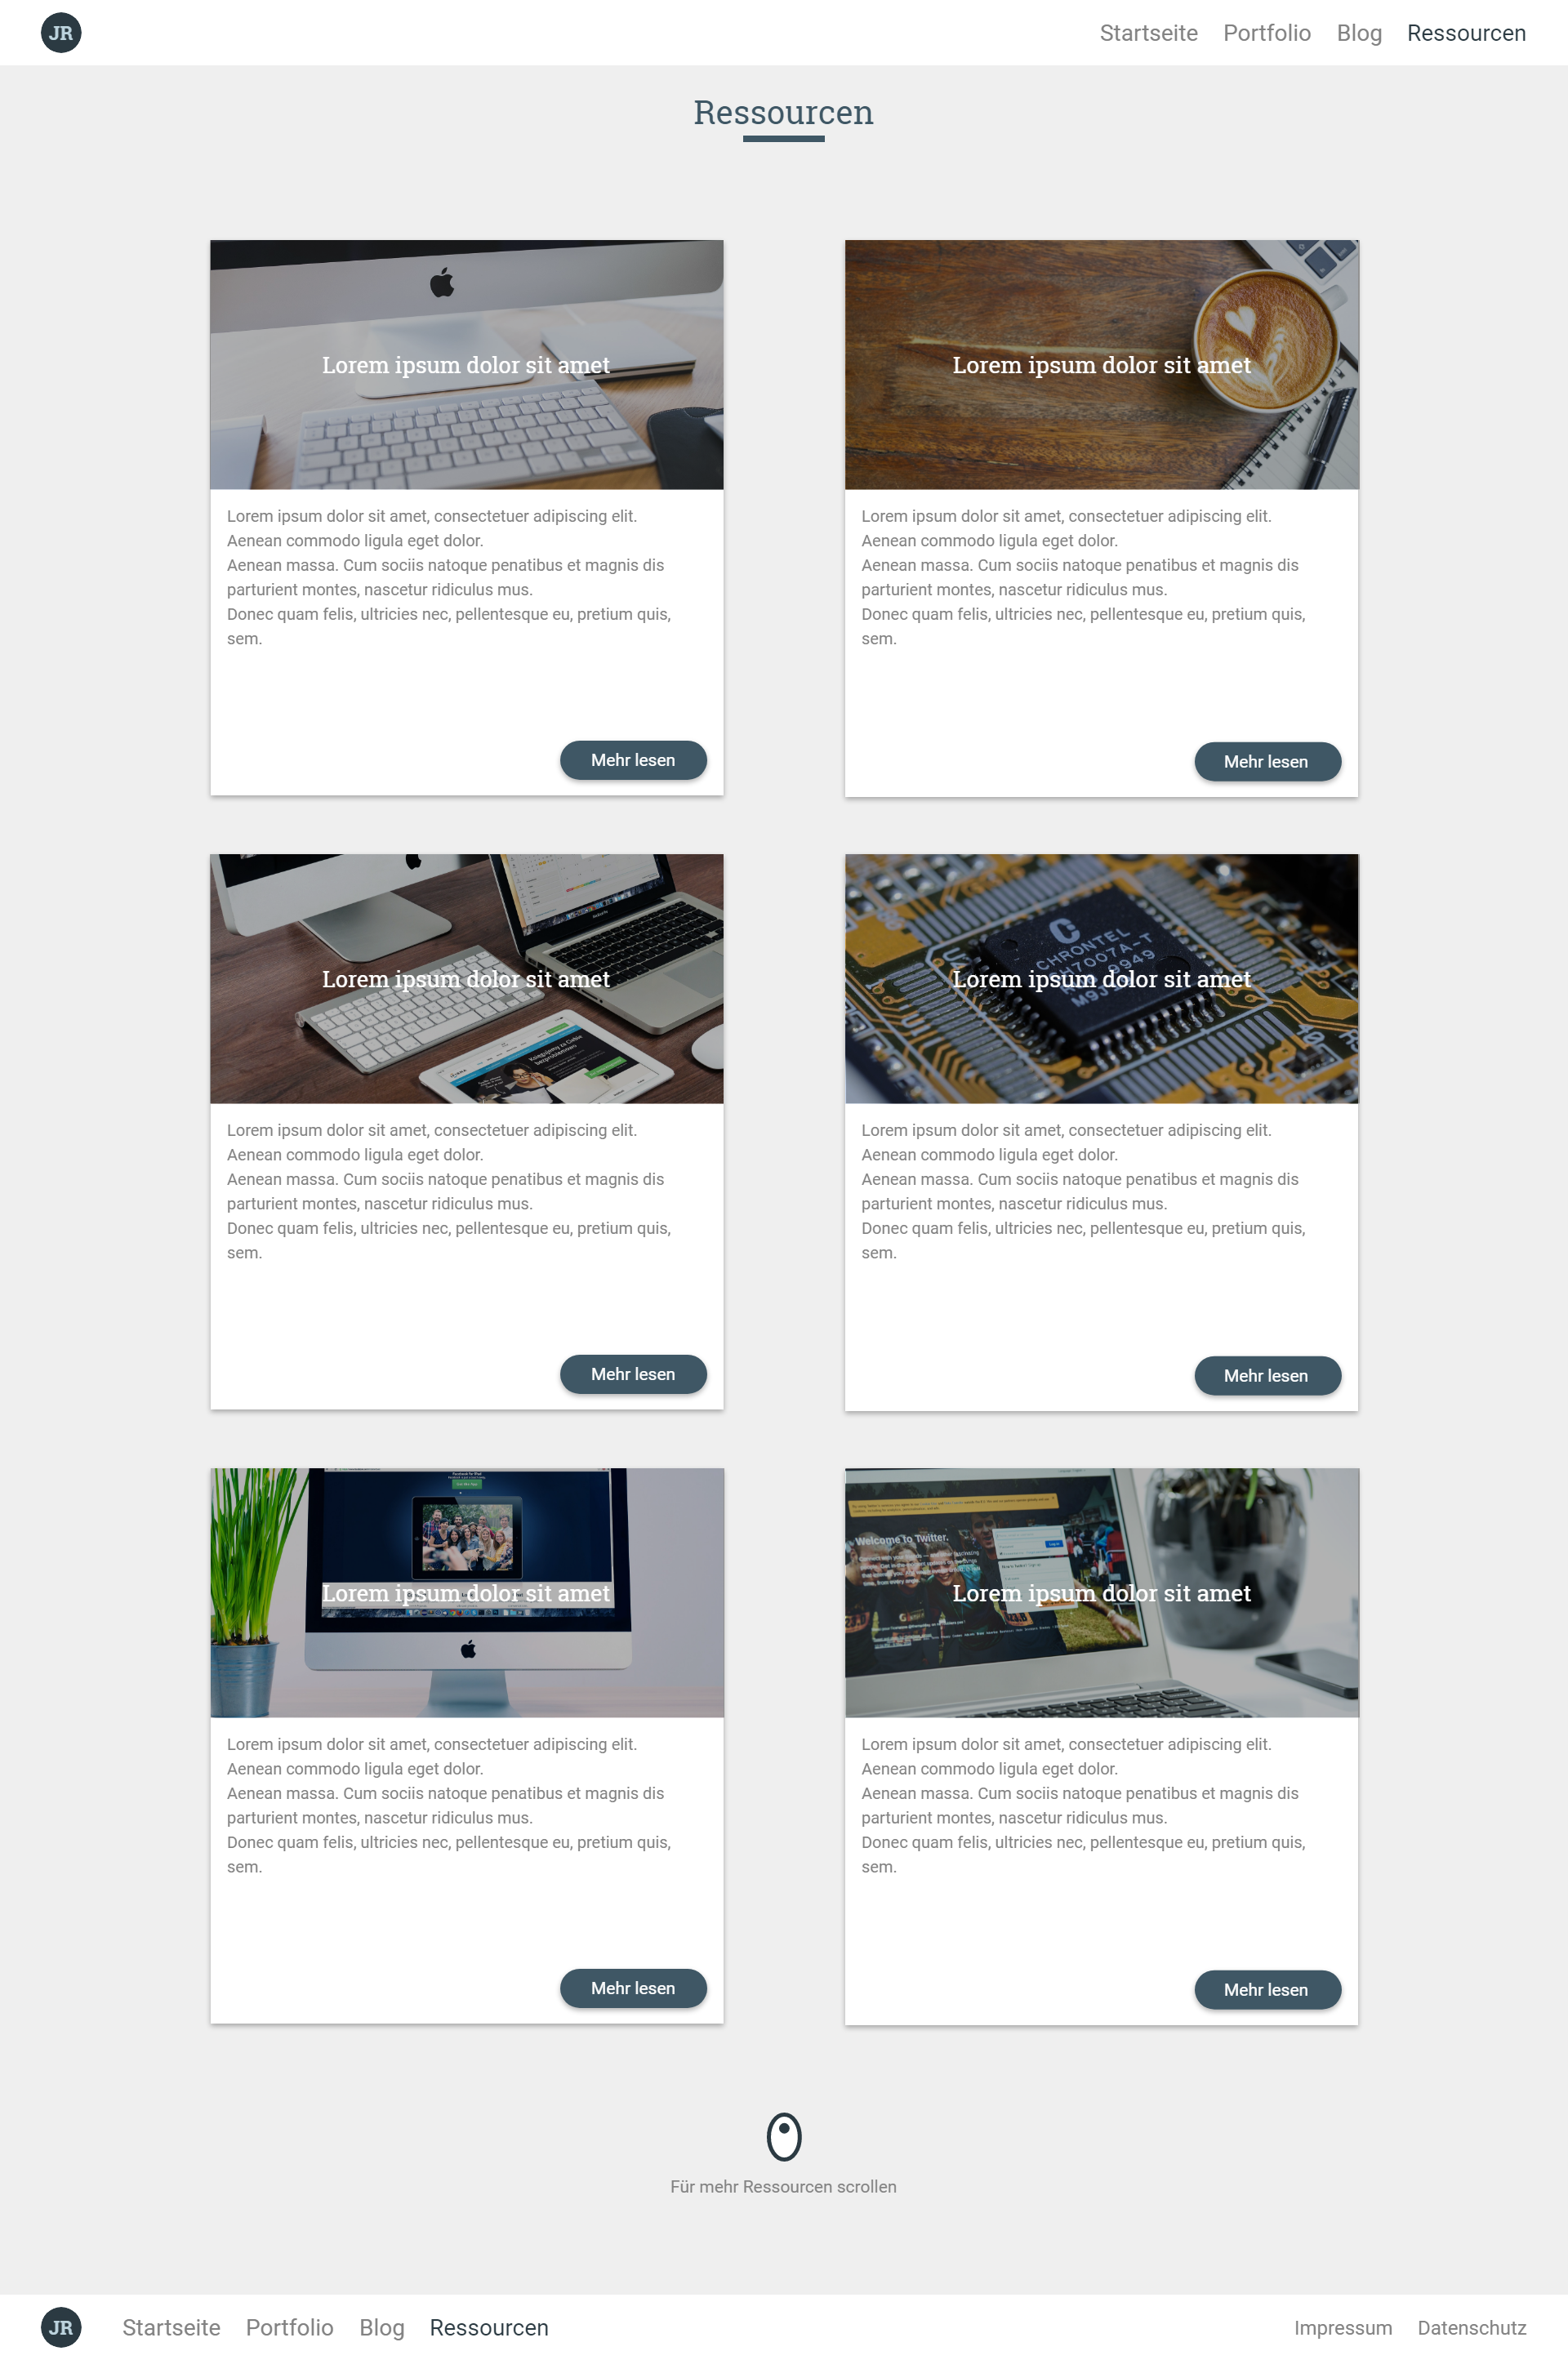 JR
Startseite Portfolio Blog Ressourcen
Ressourcen
Lorem ipsum dolor sit amet
Lorem ipsum dolor sit amet, consectetuer adipiscing elit.
Aenean commodo ligula eget dolor.
Aenean massa. Cum sociis natoque penatibus et magnis dis
parturient montes, nascetur ridiculus mus.
Donec quam felis, ultricies nec, pellentesque eu, pretium quis,
sem.
Mehr lesen
Lorem ipsum dolor sit amet
Lorem ipsum dolor sit amet, consectetuer adipiscing elit.
Aenean commodo ligula eget dolor.
Aenean massa. Cum sociis natoque penatibus et magnis dis
parturient montes, nascetur ridiculus mus.
Donec quam felis, ultricies nec, pellentesque eu, pretium quis,
sem.
Mehr lesen
Lorem ipsum dolor sit amet
Lorem ipsum dolor sit amet, consectetuer adipiscing elit.
Aenean commodo ligula eget dolor.
Aenean massa. Cum sociis natoque penatibus et magnis dis
parturient montes, nascetur ridiculus mus.
Donec quam felis, ultricies nec, pellentesque eu, pretium quis,
sem.
Mehr lesen
C
CHRONTEL
Lorem ipsum dolor sit amet
Lorem ipsum dolor sit amet, consectetuer adipiscing elit.
Aenean commodo ligula eget dolor.
Aenean massa. Cum sociis natoque penatibus et magnis dis
parturient montes, nascetur ridiculus mus.
Donec quam felis, ultricies nec, pellentesque eu, pretium quis,
sem.
Mehr lesen
Lorem ipsum dolor sit amet
Lorem ipsum dolor sit amet, consectetuer adipiscing elit.
Aenean commodo ligula eget dolor.
Aenean massa. Cum sociis natoque penatibus et magnis dis
parturient montes, nascetur ridiculus mus.
Donec quam felis, ultricies nec, pellentesque eu, pretium quis,
sem.
Mehr lesen
Welcome to Twitter.
Lorem ipsum dolor sit amet
Lorem ipsum dolor sit amet, consectetuer adipiscing elit.
Aenean commodo ligula eget dolor.
Aenean massa. Cum sociis natoque penatibus et magnis dis
parturient montes, nascetur ridiculus mus.
Donec quam felis, ultricies nec, pellentesque eu, pretium quis,
sem.
Mehr lesen
Für mehr Ressourcen scrollen
JR
Startseite Portfolio Blog Ressourcen
Impressum Datenschutz